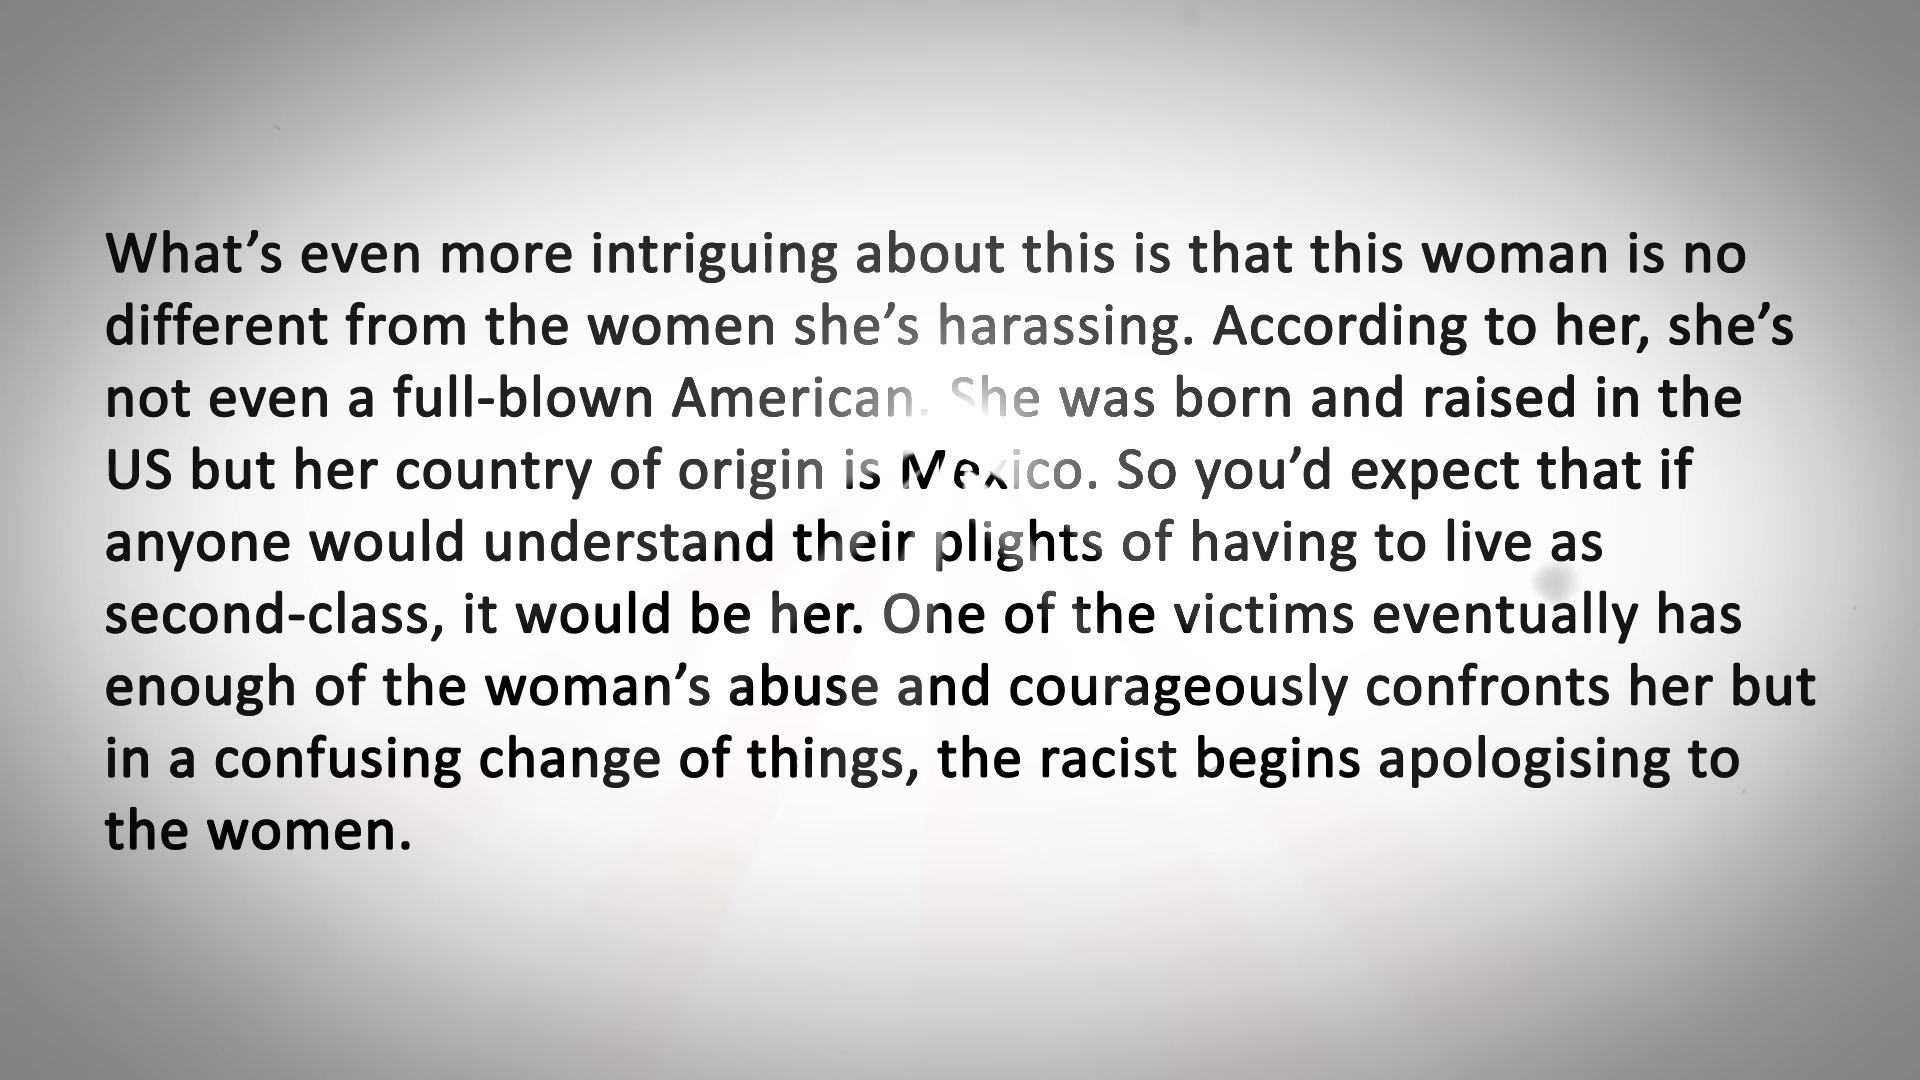 What’s even more intriguing about this is that this woman is no
different from the women she’s harassing. According to her, she’s
not even a full-blown American. She was born and raised in the
US but her country of origin is Mexico. So you’d expect that if
anyone would understand their plights of having to live as
second-class, it would be her. One of the victims eventually has
enough of the woman’s abuse and courageously confronts her but
in a confusing change of things, the racist begins apologising to
the women.